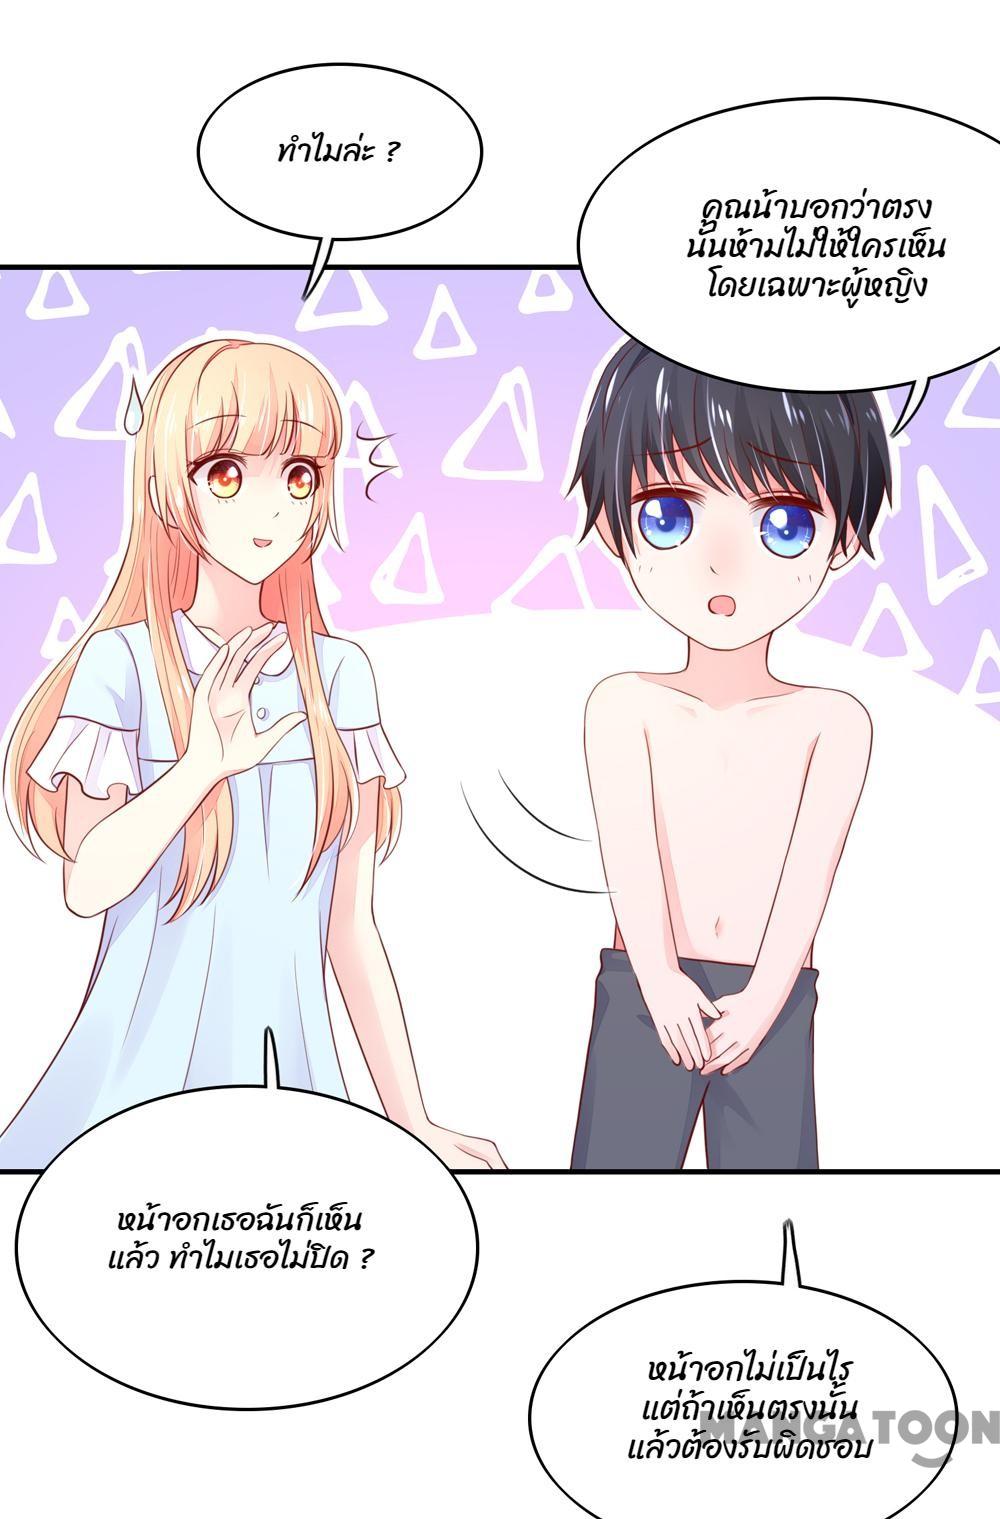 ทำไมล่ะ ?
คุณน้าบอกว่าตรง
นั้นห้ามไม่ให้ใครเห็น
โดยเฉพาะผู้หญิง
หน้าอกเธอฉันก็เห็น
แล้ว ทำไมเธอไม่ปิด ?
หน้าอกไม่เป็นไร
แต่ถ้าเห็นตรงนั้น
แล้วต้องรับผิดชอบ
MANGATOON